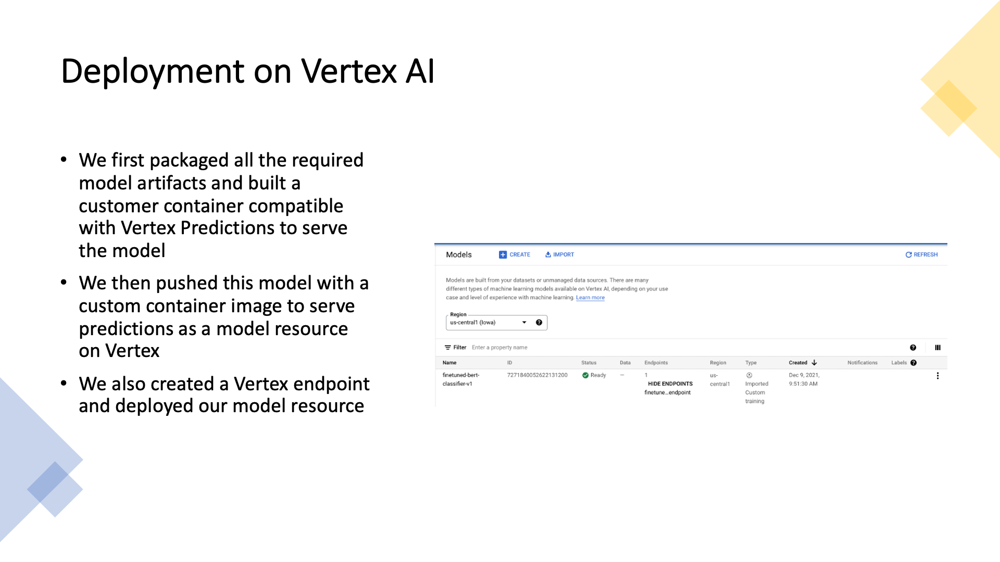 Deployment on Vertex AI
• We first packaged all the required
model artifacts and built a
customer container compatible
with Vertex Predictions to serve
the model
• We then pushed this model with a
custom container image to serve
predictions as a model resource
on Vertex
• We also created a Vertex endpoint
and deployed our model resource
Models CREATE IMPORT REFRESH
Models are built from your datasets or unmanaged data sources. There are many
different types of machine learning models available on Vertex AI, depending on your use
case and level of experience with machine learning. Learn more
Region
us-central1 (Iowa)
Filter Enter a property name
Name ID Status Data Endpoints Region Type Created Notifications Labels
finetuned-bert- 7271840052622131200 Ready — 1 us- Dec 9, 2021,
classifier-v1 HIDE ENDPOINTS central1 Imported 9:51:30 AM
finetune...endpoint Custom
training